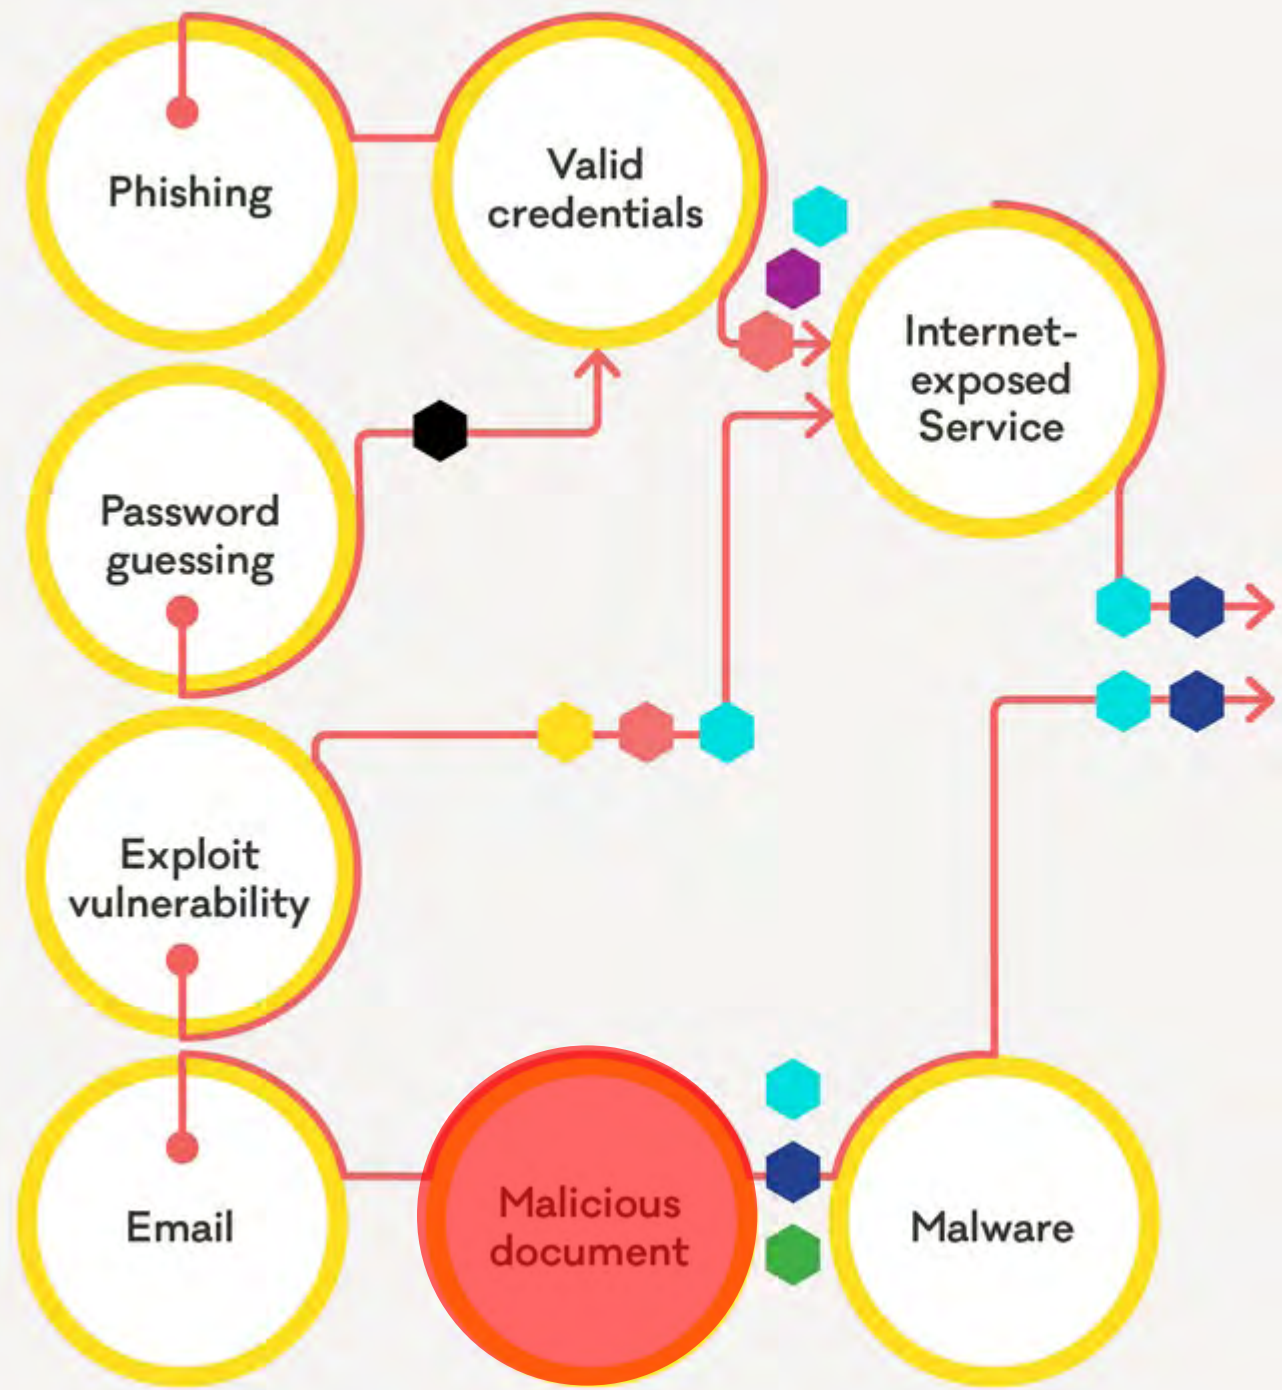 Phishing
Valid
credentials
Internet-
exposed
Service
Password
guessing
Exploit
vulnerability
Email
Malicious
document
Malware